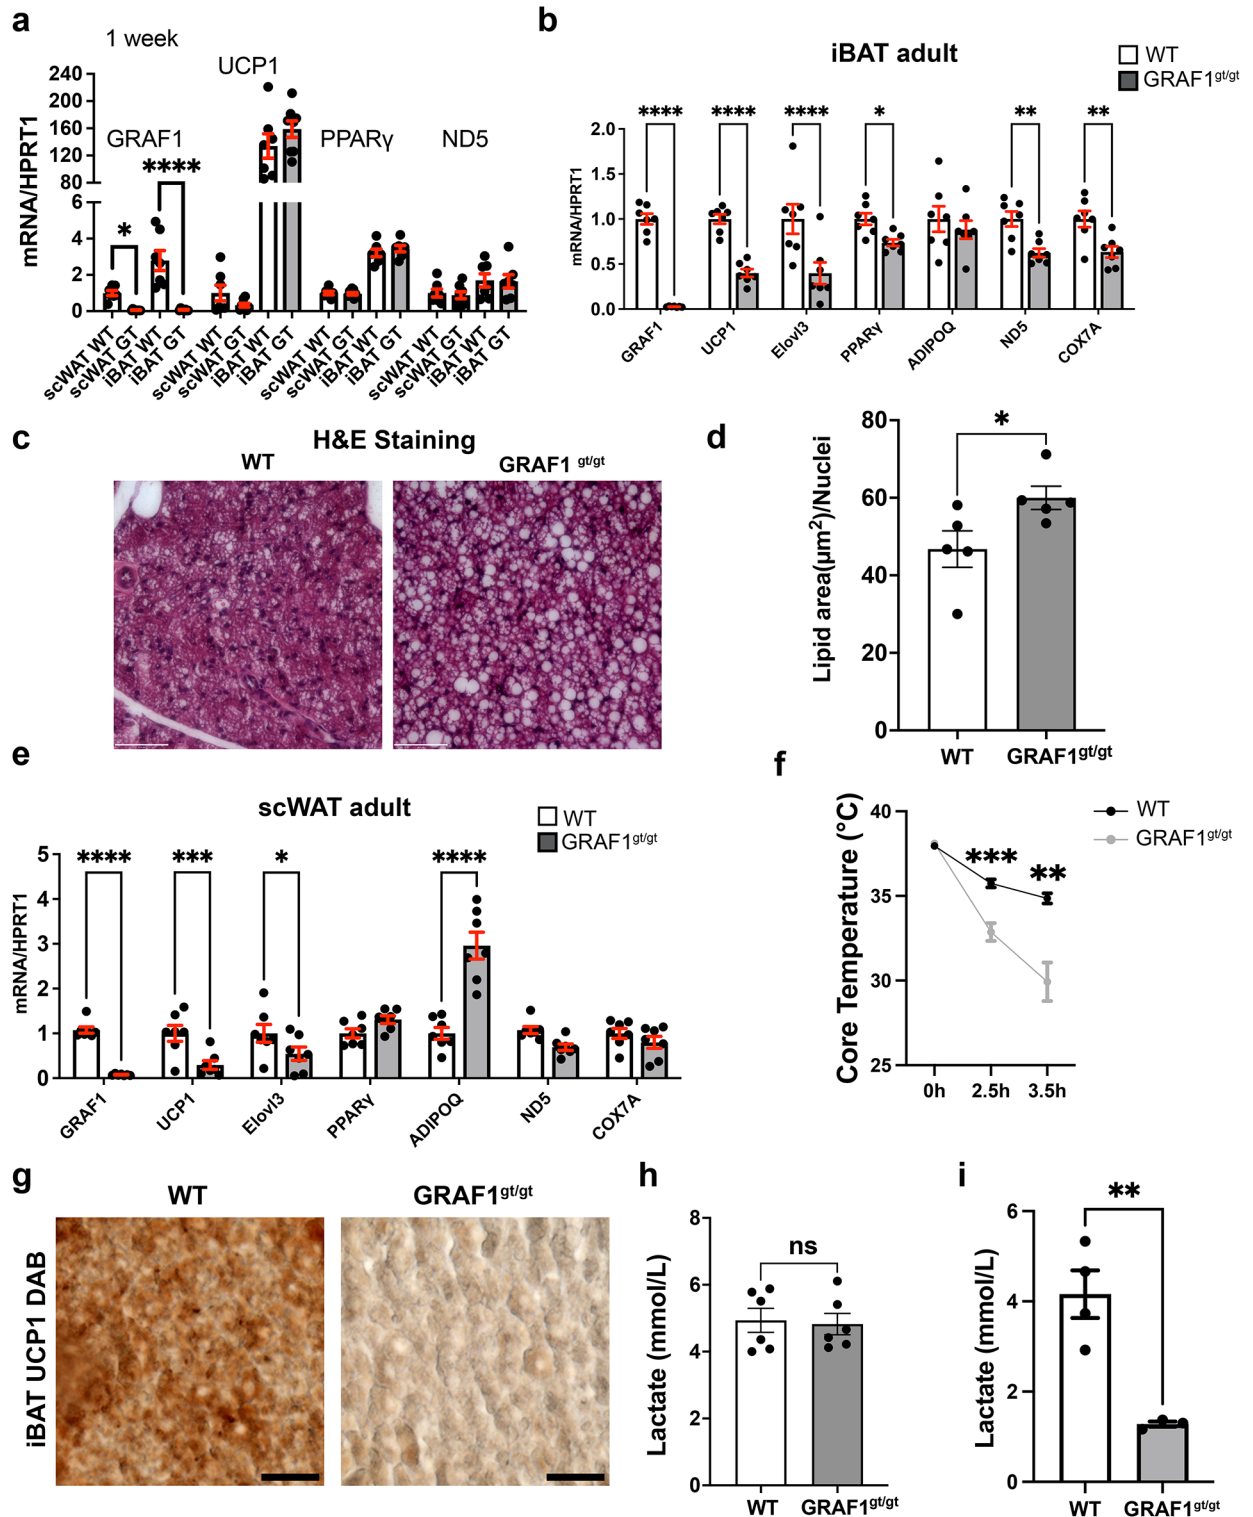 a
1 week
UCP1
GRAF1
PPARγ
ND5
****
*
mRNA/HPRT1
240
200
160
120
80
6
4
2
0
scWAT WT
scWAT GT
iBAT WT
iBAT GT
scWAT WT
scWAT GT
iBAT WT
iBAT GT
scWAT WT
scWAT GT
iBAT WT
iBAT GT
scWAT WT
scWAT GT
iBAT WT
iBAT GT
b
iBAT adult
WT
GRAF1gt/gt
**** **** **** * ** **
mRNA/HPRT1
2.0
1.5
1.0
0.5
0.0
GRAF1
UCP1
Elovl3
PPARγ
ADIPOQ
ND5
COX7A
c
H&E Staining
WT
GRAF1 gt/gt
d
*
Lipid area(μm2)/Nuclei
80
60
40
20
0
WT
GRAF1gt/gt
e
scWAT adult
WT
GRAF1gt/gt
**** *** * ****
mRNA/HPRT1
5
4
3
2
1
0
GRAF1
UCP1
Elovl3
PPARγ
ADIPOQ
ND5
COX7A
f
WT
GRAF1gt/gt
***
**
Core Temperature (°C)
40
35
30
25
0h
2.5h
3.5h
g
WT
GRAF1gt/gt
iBAT UCP1 DAB
h
ns
Lactate (mmol/L)
8
6
4
2
0
WT
GRAF1gt/gt
i
**
Lactate (mmol/L)
6
4
2
0
WT
GRAF1gt/gt